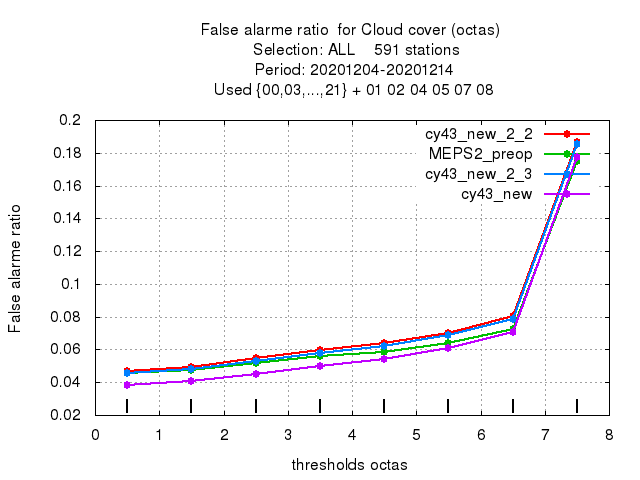 False alarme ratio  for Cloud cover (octas)
Selection: ALL    591 stations
Period: 20201204-20201214
Used {00,03,...,21} + 01 02 04 05 07 08
cy43_new_2_2
MEPS2_preop
cy43_new_2_3
cy43_new
False alarme ratio
0.2
0.18
0.16
0.14
0.12
0.1
0.08
0.06
0.04
0.02
0 1 2 3 4 5 6 7 8
thresholds octas